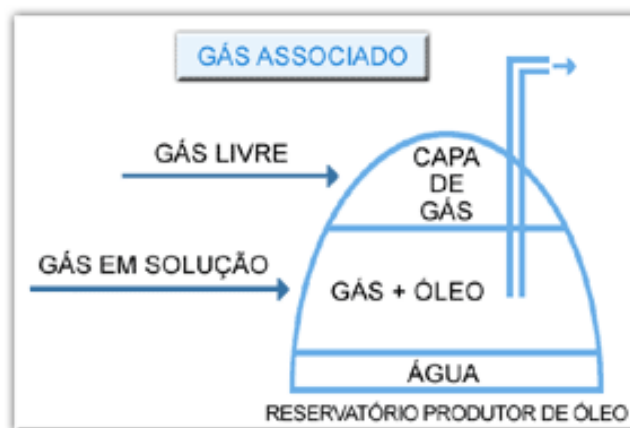 GÁS ASSOCIADO
GÁS LIVRE
CAPA
DE
GÁS
GÁS EM SOLUÇÃO
GÁS + ÓLEO
ÁGUA
RESERVATÓRIO PRODUTOR DE ÓLEO